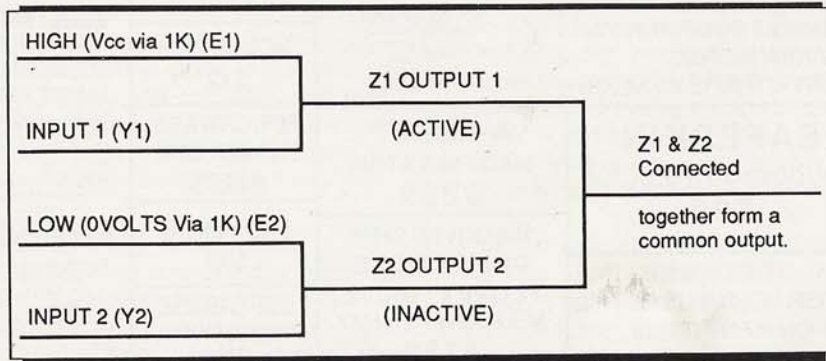 HIGH (Vcc via 1K) (E1)
Z1 OUTPUT 1
INPUT 1 (Y1)
(ACTIVE)
Z1 & Z2
Connected
together form a
common output.
LOW (0VOLTS Via 1K) (E2)
Z2 OUTPUT 2
INPUT 2 (Y2)
(INACTIVE)